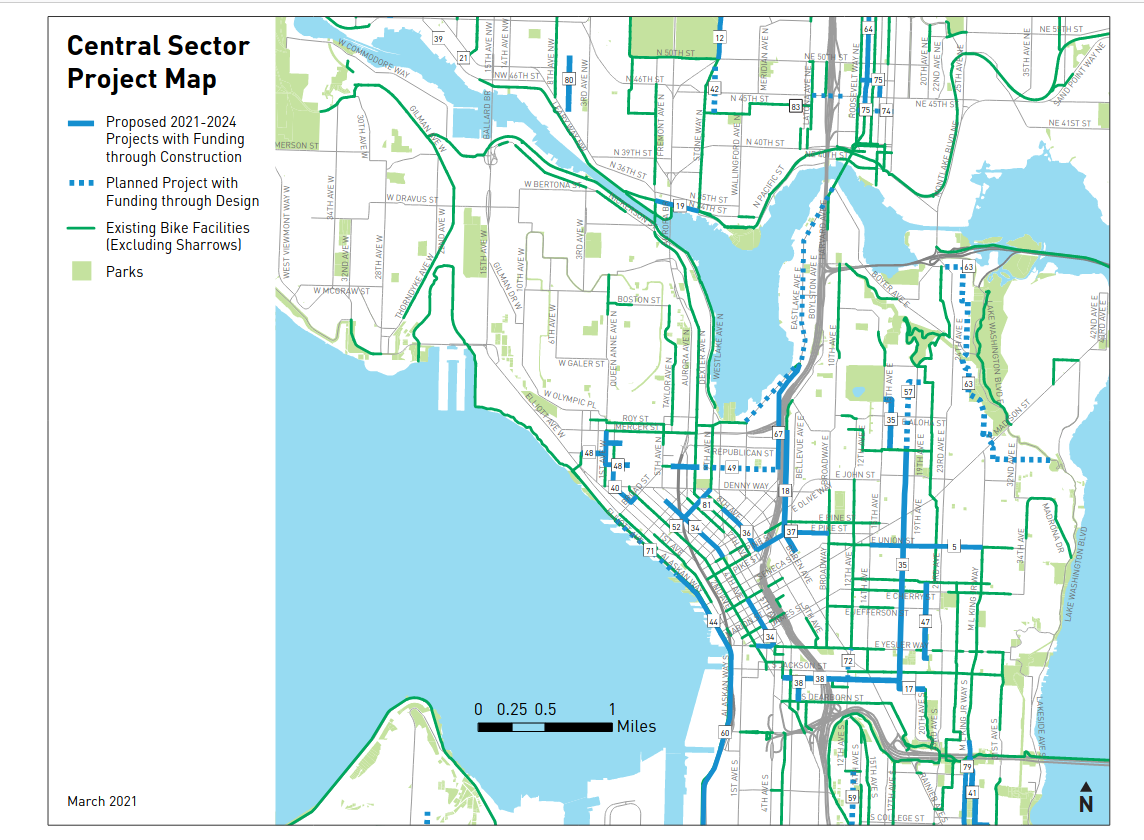 Central Sector
Project Map
Proposed 2021-2024
Projects with Funding
through Construction
Planned Project with
Funding through Design
Existing Bike Facilities
(Excluding Sharrows)
Parks
W COMMODORE WAY
39
21
15TH AVE NW
14TH AVE NW
8TH AVE NW
3RD AVE NW
NW 46TH ST
80
N 50TH ST
12
MERIDIAN AVE N
NE 50TH ST
64
ROOSEVELT WAY NE
20TH AVE NE
22ND AVE NE
25TH AVE NE
35TH AVE NE
NE 55TH ST
SAND POINT WAY NE
N 46TH ST
42
N 45TH ST
83
75
75
74
NE 45TH ST
NE 41ST ST
30TH AVE W
GILMAN AVE W
BALLARD BR
FREMONT AVE N
STONE WAY N
WALLINGFORD AVE N
N 40TH ST
NE 40TH ST
MERSON ST
N 39TH ST
N 36TH ST
N PACIFIC ST
MONTLAKE BLVD NE
W BERTONA ST
N 35TH ST
N 34TH ST
19
W DRAVUS ST
W VIEWMONT WAY W
34TH AVE W
32ND AVE W
28TH AVE W
22ND AVE W
15TH AVE W
GILMAN DR W
10TH AVE W
3RD AVE W
THORNDYKE AVE W
W MCGRAW ST
6TH AVE W
BOSTON ST
QUEEN ANNE AVE N
TAYLOR AVE N
AURORA AVE N
DEXTER AVE N
WESTLAKE AVE N
EASTLAKE AVE E
BOYLSTON AVE E
BOYER AVE E
63
LAKE WASHINGTON BLVD E
24TH AVE E
42ND AVE E
43RD AVE E
10TH AVE E
W GALER ST
W OLYMPIC PL
ELLIOTT AVE W
63
57
35
E ALOHA ST
E MADISON ST
ROY ST
MERCER ST
67
BELLEVUE AVE E
BROADWAY E
12TH AVE E
19TH AVE E
23RD AVE E
32ND AVE E
48
48
5TH AVE N
REPUBLICAN ST
49
E JOHN ST
40
DENNY WAY
18
E OLIVE WAY
81
52
34
36
37
E PINE ST
E PIKE ST
19TH AVE
E UNION ST
5
34TH AVE
MADRONA DR
LAKE WASHINGTON BLVD
71
1ST AVE
ALASKAN WAY
PIKE ST
SENECA ST
BROADWAY
12TH AVE
14TH AVE
35
E CHERRY ST
E JEFFERSON ST
M L KING JR WAY
44
47
34
E YESLER WAY
72
S JACKSON ST
38
38
17
S DEARBORN ST
ALASKAN WAY S
20TH AVE S
M L KING JR WAY S
31ST AVE S
LAKESIDE AVE S
0 0.25 0.5 1
Miles
60
12TH AVE S
15TH AVE S
17TH AVE S
79
1ST AVE S
4TH AVE S
59
41
S COLLEGE ST
March 2021
N